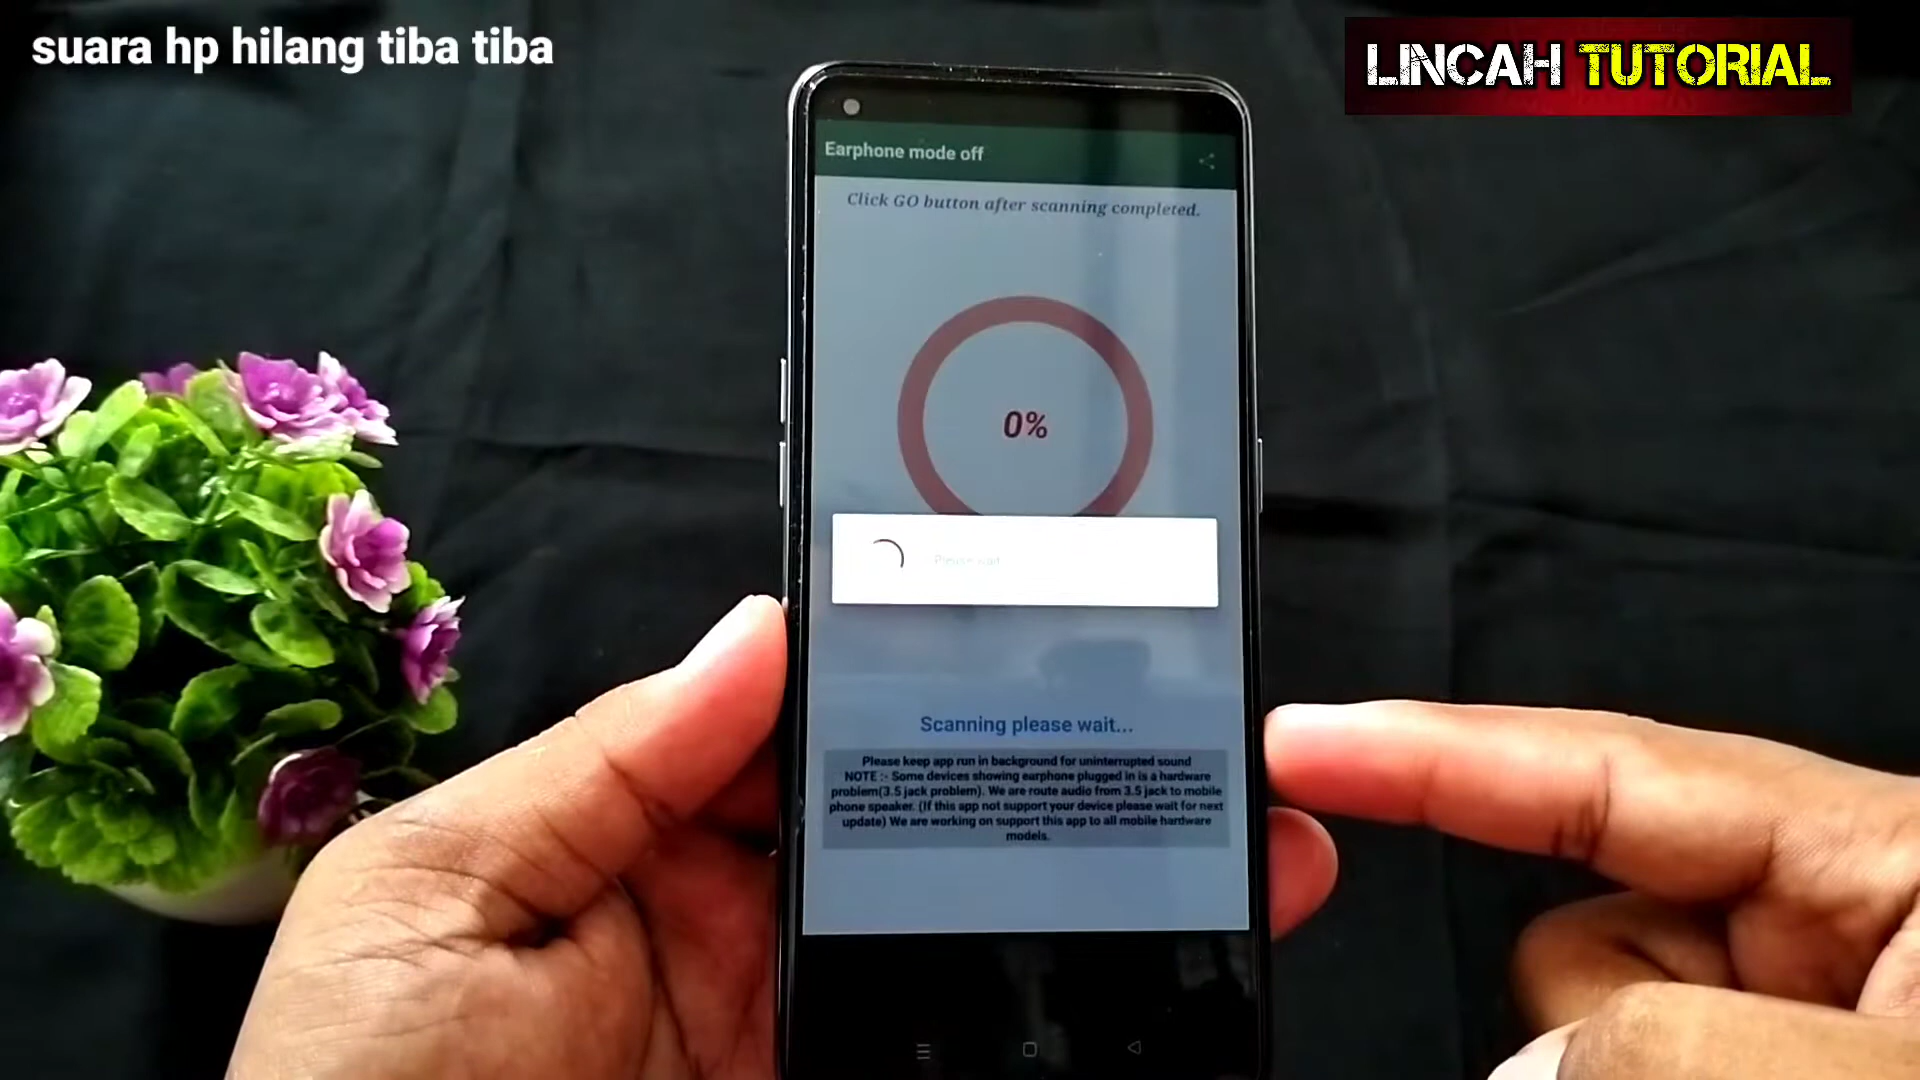 suara hp hilang tiba tiba
LINCAH TUTORIAL
Earphone mode off
Click GO button after scanning completed.
0%
Please wait
Scanning please wait...
Please keep app run in background for uninterrupted sound
NOTE :- Some devices showing earphone plugged in is a hardware
problem(3.5 jack problem). We are route audio from 3.5 jack to mobile
phone speaker. (If this app not support your device please wait for next
update) We are working on support this app to all mobile hardware
models.